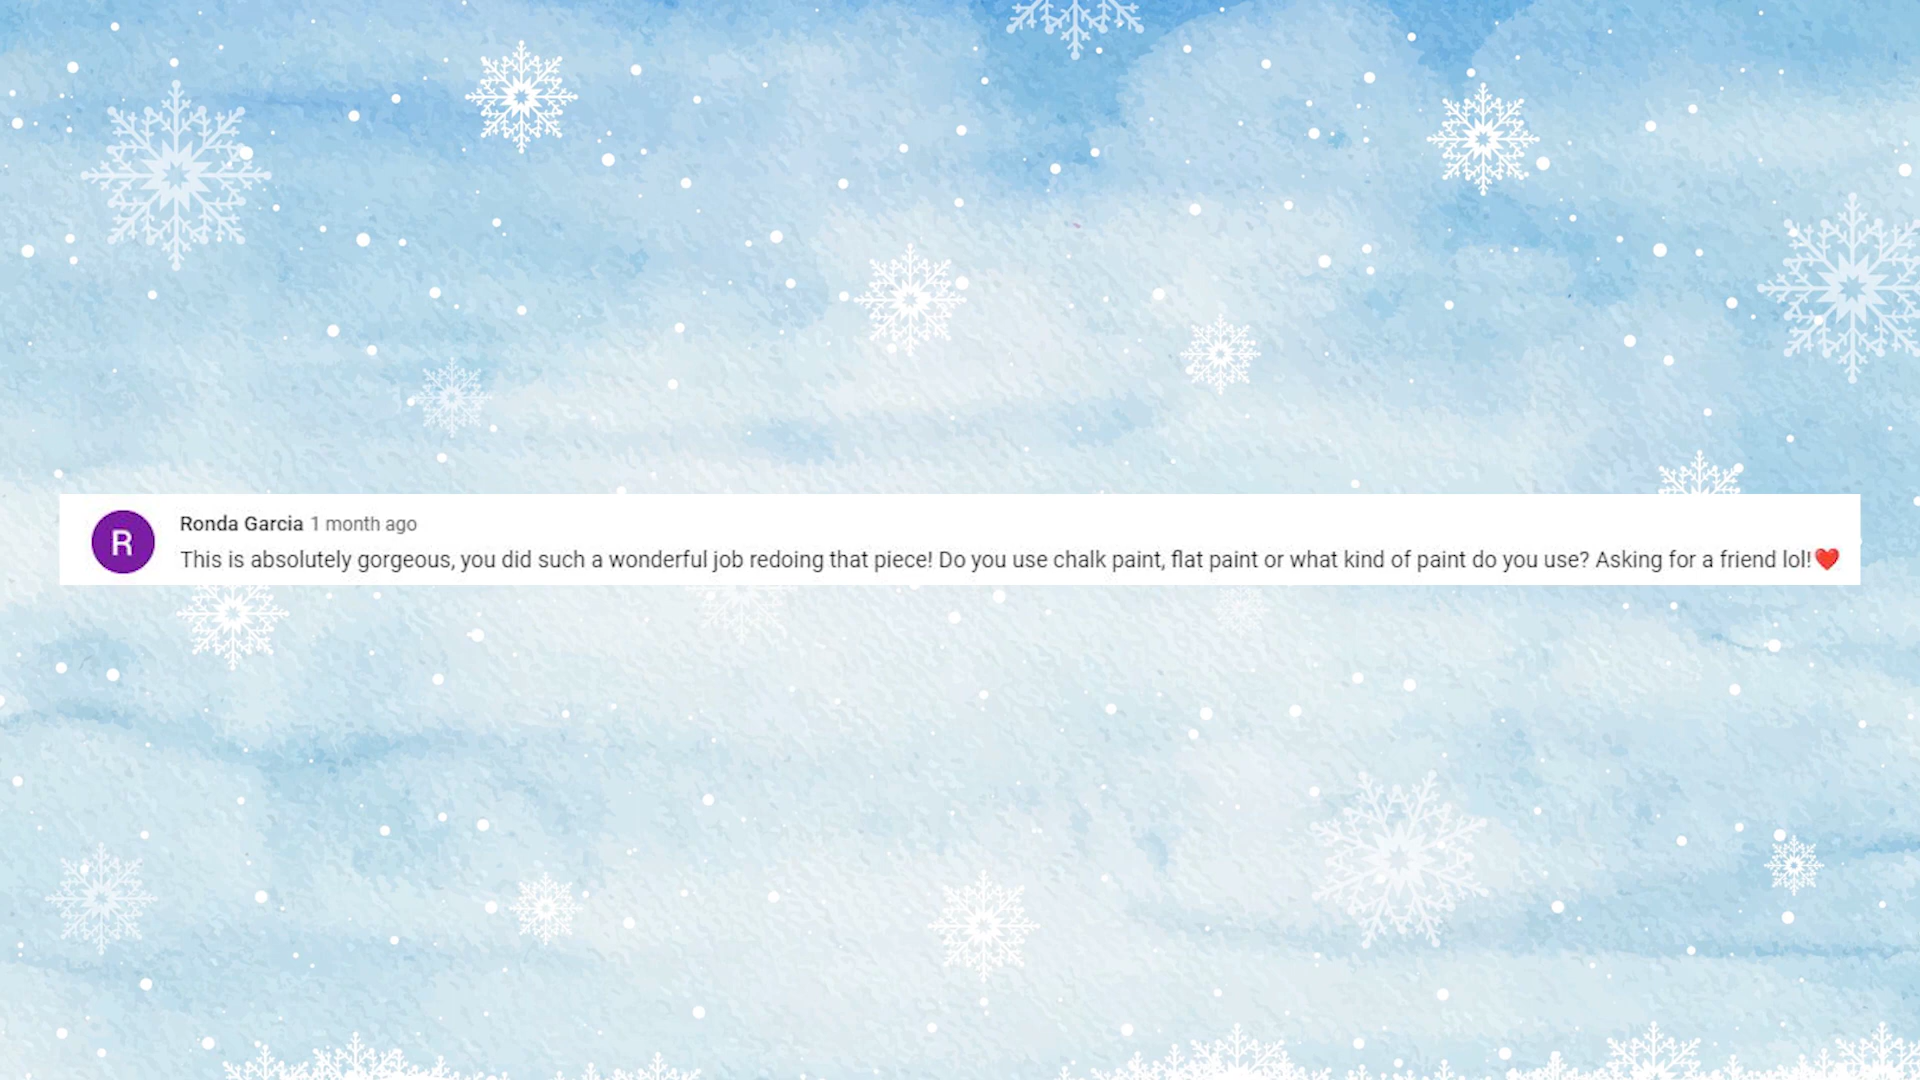 R
Ronda Garcia 1 month ago
This is absolutely gorgeous, you did such a wonderful job redoing that piece! Do you use chalk paint, flat paint or what kind of paint do you use? Asking for a friend lol!❤️